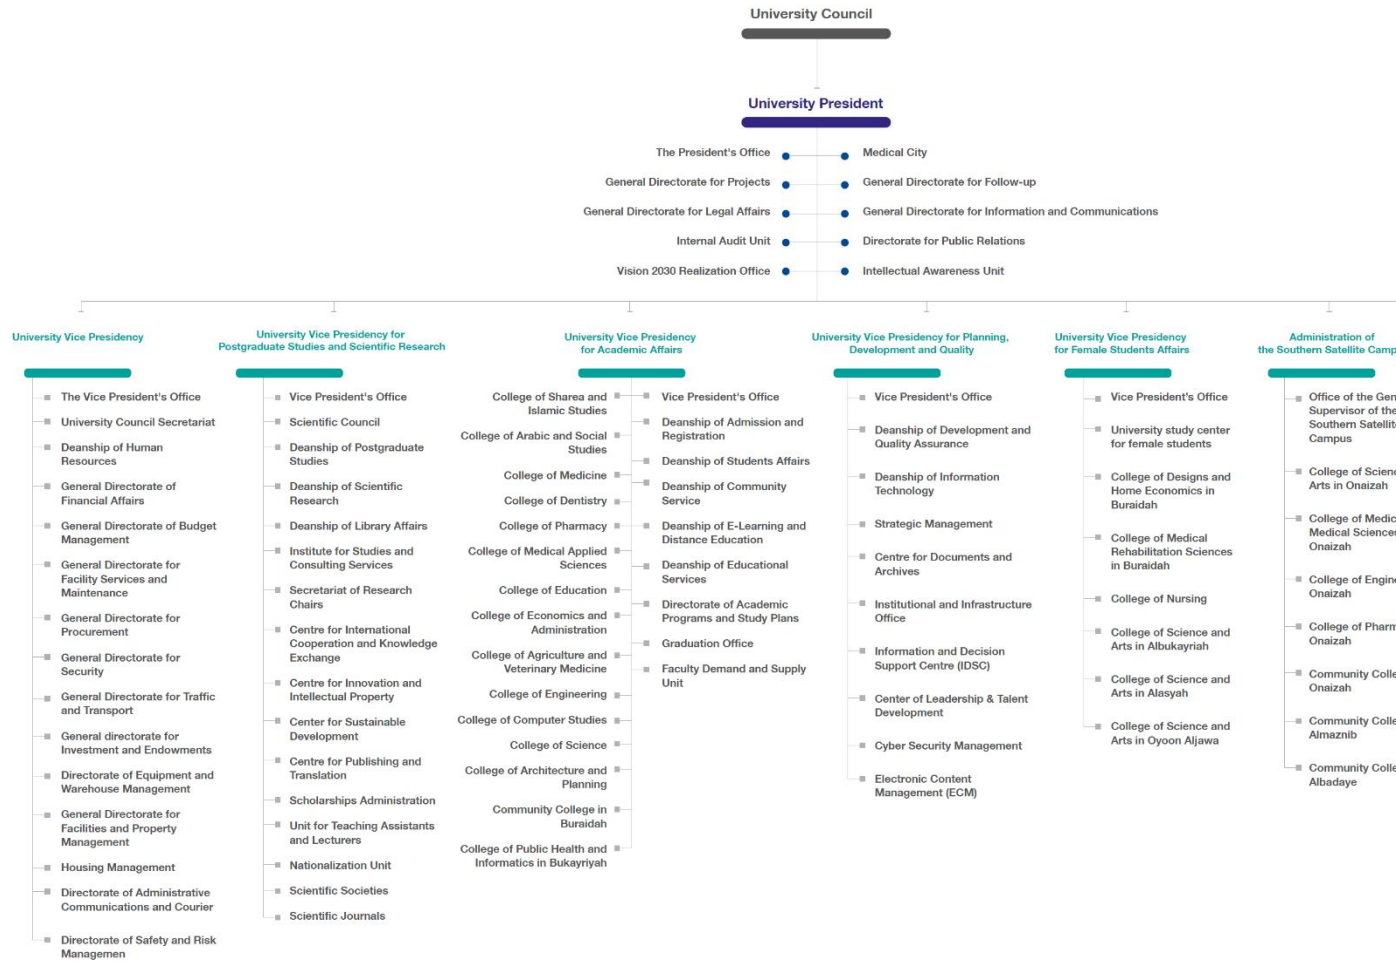 University Council
University President
The President's Office
Medical City
General Directorate for Projects
General Directorate for Follow-up
General Directorate for Legal Affairs
General Directorate for Information and Communications
Internal Audit Unit
Directorate for Public Relations
Vision 2030 Realization Office
Intellectual Awareness Unit
University Vice Presidency
The Vice President's Office
University Council Secretariat
Deanship of Human
Resources
General Directorate of
Financial Affairs
General Directorate of Budget
Management
General Directorate for
Facility Services and
Maintenance
General Directorate for
Procurement
General Directorate for
Security
General Directorate for Traffic
and Transport
General directorate for
Investment and Endowments
Directorate of Equipment and
Warehouse Management
General Directorate for
Facilities and Property
Management
Housing Management
Directorate of Administrative
Communications and Courier
Directorate of Safety and Risk
Managemen
University Vice Presidency for
Postgraduate Studies and Scientific Research
Vice President's Office
Scientific Council
Deanship of Postgraduate
Studies
Deanship of Scientific
Research
Deanship of Library Affairs
Institute for Studies and
Consulting Services
Secretariat of Research
Chairs
Centre for International
Cooperation and Knowledge
Exchange
Centre for Innovation and
Intellectual Property
Center for Sustainable
Development
Centre for Publishing and
Translation
Scholarships Administration
Unit for Teaching Assistants
and Lecturers
Nationalization Unit
Scientific Societies
Scientific Journals
University Vice Presidency
for Academic Affairs
College of Sharea and
Islamic Studies
College of Arabic and Social
Studies
College of Medicine
College of Dentistry
College of Pharmacy
College of Medical Applied
Sciences
College of Education
College of Economics and
Administration
College of Agriculture and
Veterinary Medicine
College of Engineering
College of Computer Studies
College of Science
College of Architecture and
Planning
Community College in
Buraidah
College of Public Health and
Informatics in Bukayriyah
Vice President's Office
Deanship of Admission and
Registration
Deanship of Students Affairs
Deanship of Community
Service
Deanship of E-Learning and
Distance Education
Deanship of Educational
Services
Directorate of Academic
Programs and Study Plans
Graduation Office
Faculty Demand and Supply
Unit
University Vice Presidency for Planning,
Development and Quality
Vice President's Office
Deanship of Development and
Quality Assurance
Deanship of Information
Technology
Strategic Management
Centre for Documents and
Archives
Institutional and Infrastructure
Office
Information and Decision
Support Centre (IDSC)
Center of Leadership & Talent
Development
Cyber Security Management
Electronic Content
Management (ECM)
University Vice Presidency
for Female Students Affairs
Vice President's Office
University study center
for female students
College of Designs and
Home Economics in
Buraidah
College of Medical
Rehabilitation Sciences
in Buraidah
College of Nursing
College of Science and
Arts in Albukayriah
College of Science and
Arts in Alasyah
College of Science and
Arts in Oyoon Aljawa
Administration of
the Southern Satellite Camp
Office of the Gen
Supervisor of the
Southern Satellit
Campus
College of Scienc
Arts in Onaizah
College of Medic
Medical Sciences
Onaizah
College of Engine
Onaizah
College of Pharm
Onaizah
Community Colle
Onaizah
Community Colle
Almaznib
Community Colle
Albadaye